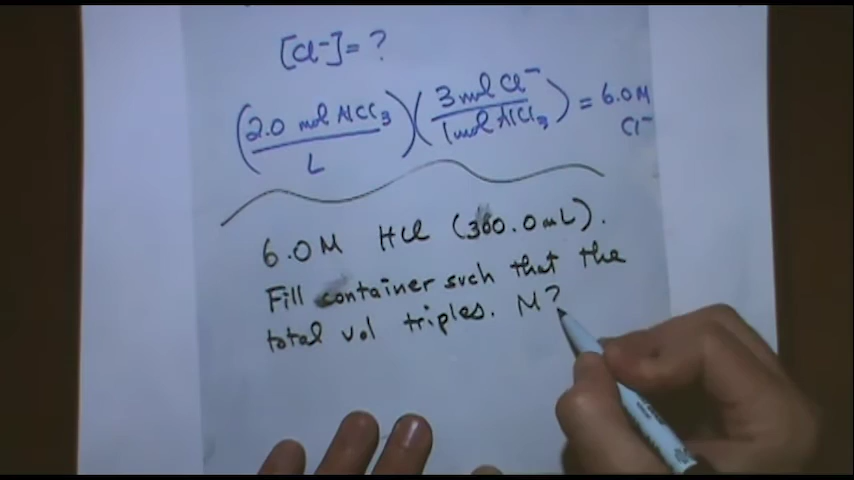 [Cl⁻] = ?
(2.0 mol AlCl₃ / L)(3 mol Cl⁻ / 1 mol AlCl₃) = 6.0 M Cl⁻
6.0 M HCl (300.0 mL).
Fill container such that the
total vol triples. M?